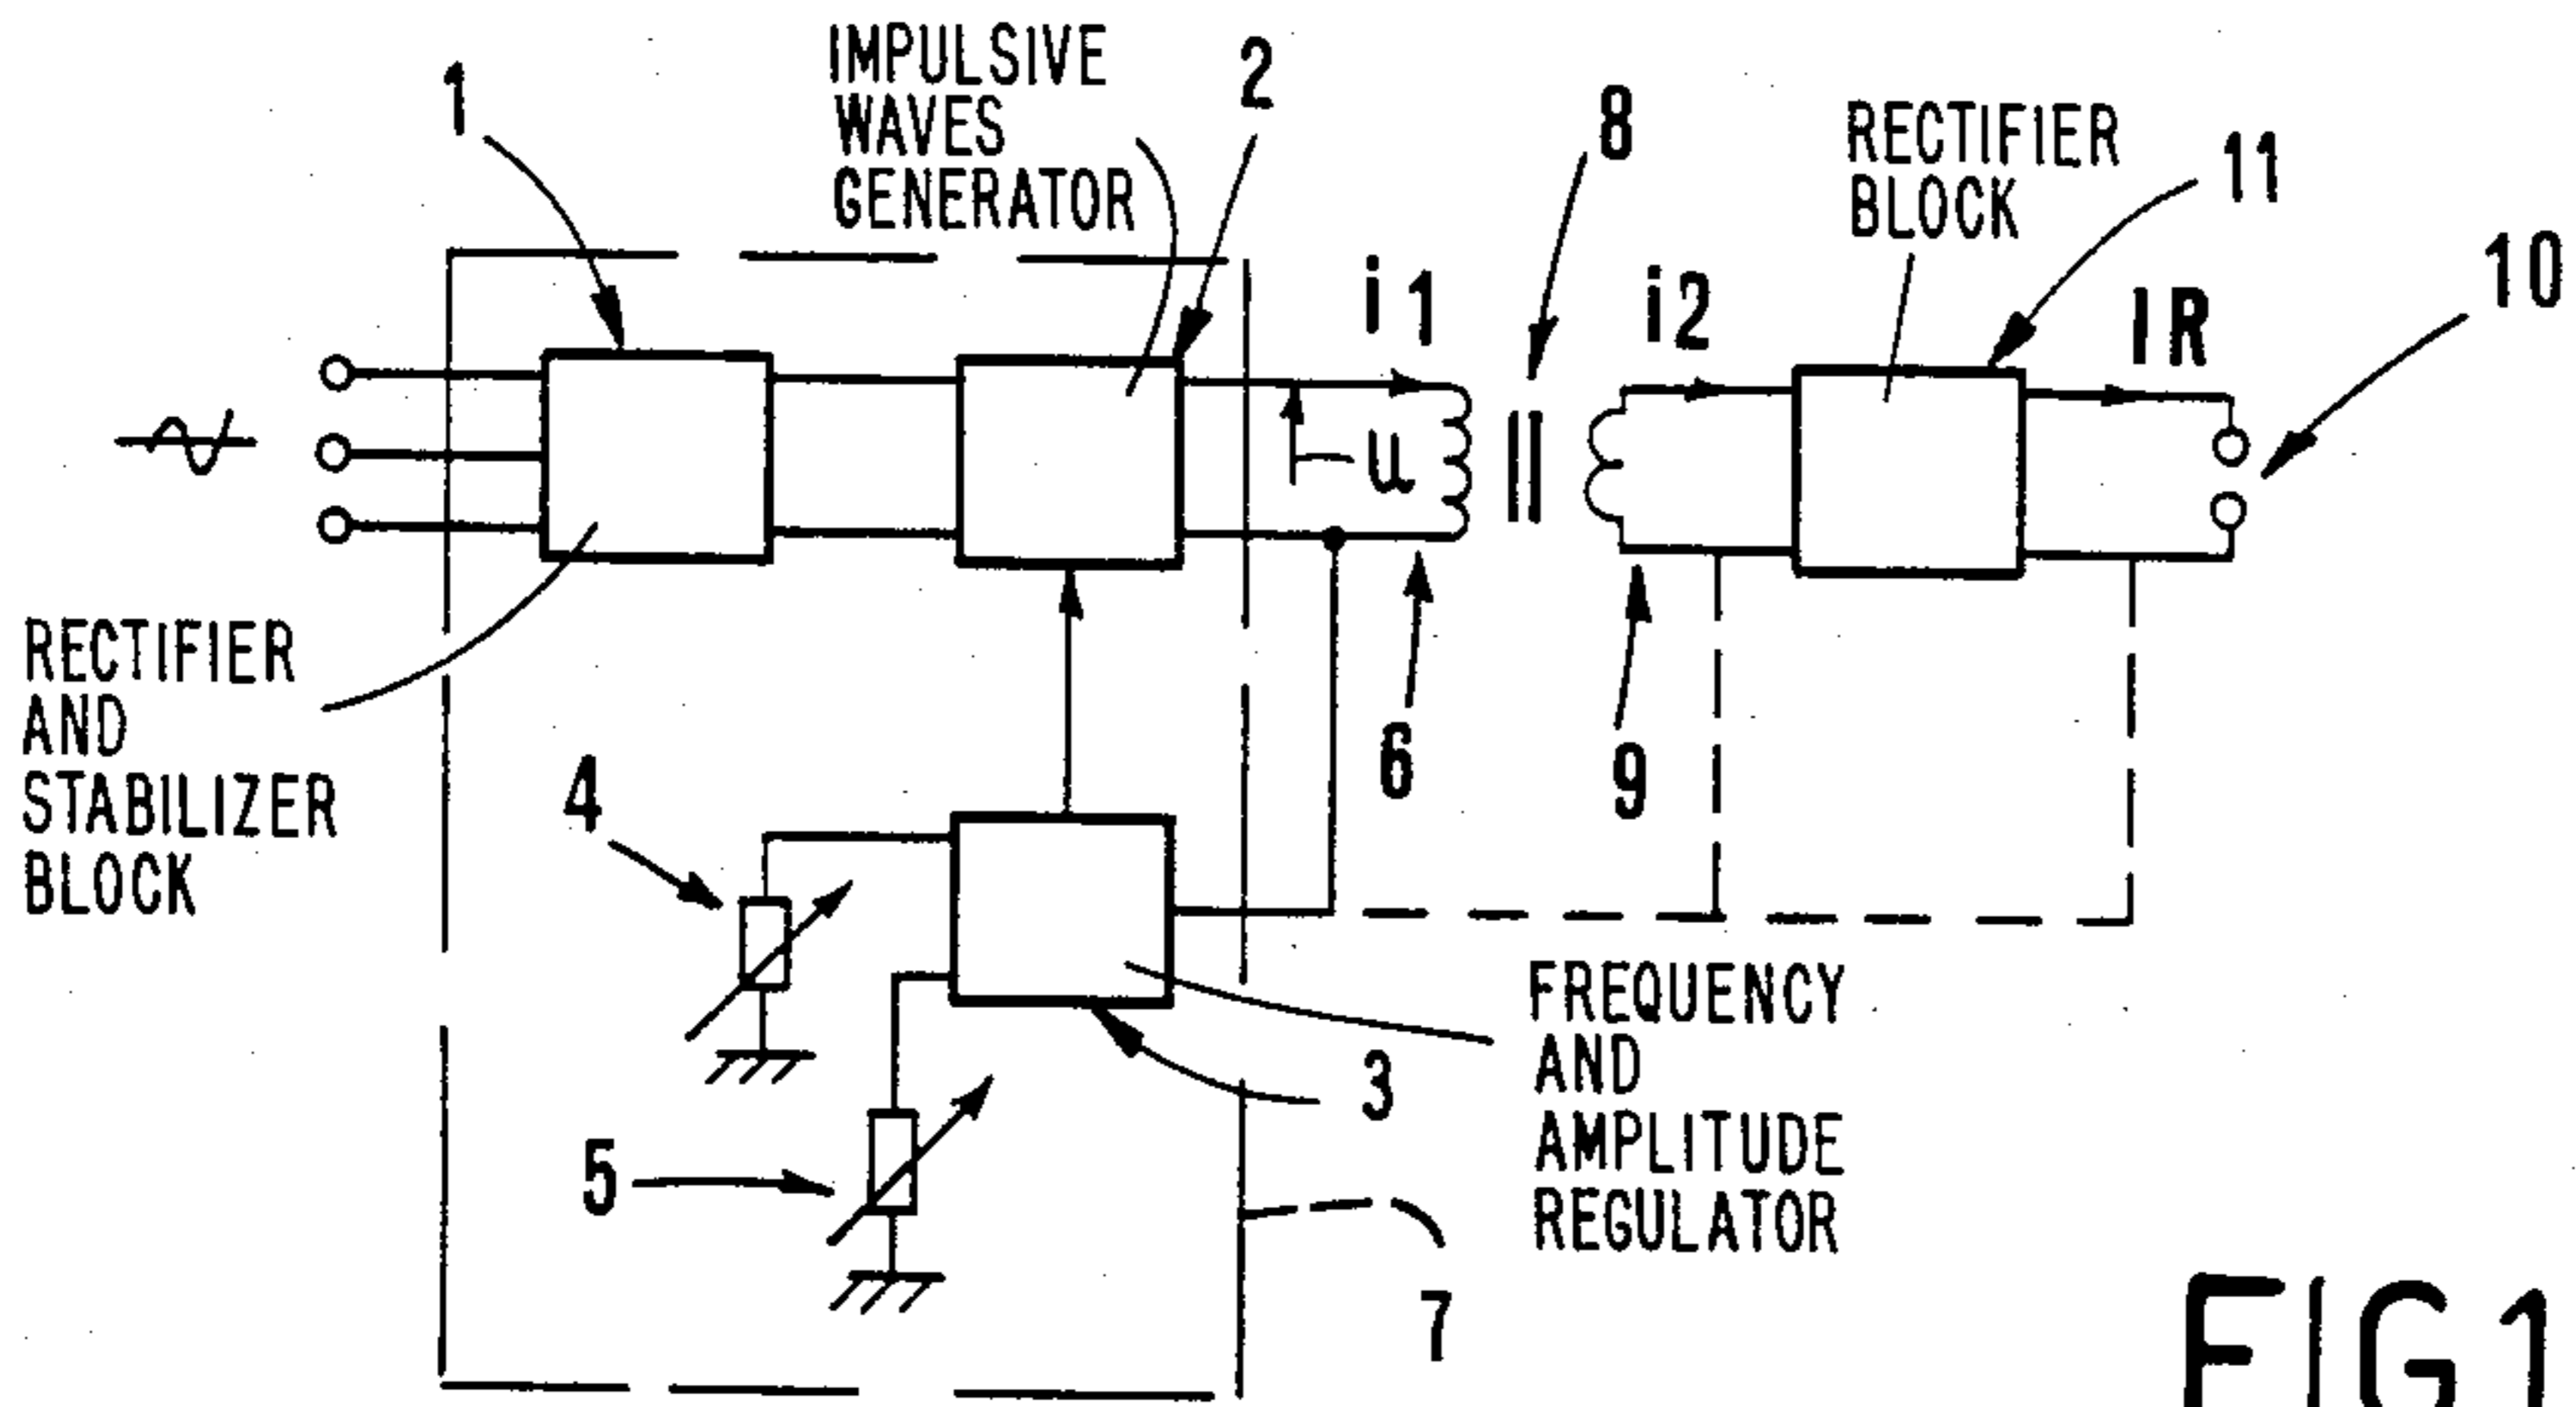 IMPULSIVE
WAVES
GENERATOR
1
2
8
RECTIFIER
BLOCK
11
10
i1
i2
IR
u
RECTIFIER
AND
STABILIZER
BLOCK
6
9
4
5
3
FREQUENCY
AND
AMPLITUDE
REGULATOR
7
FIG1